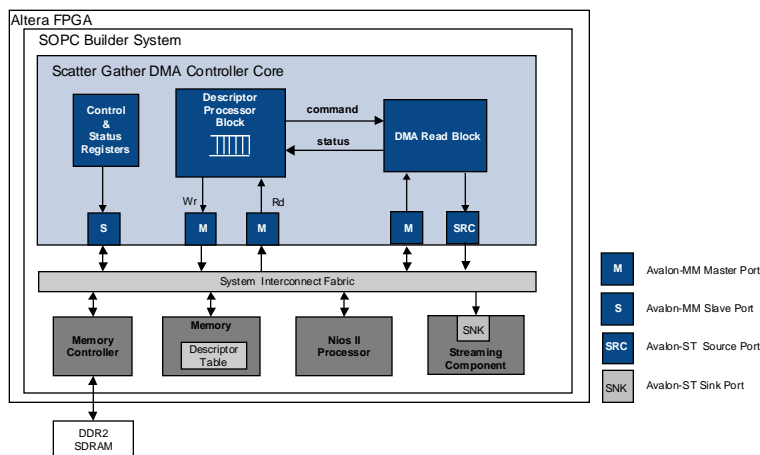 Altera FPGA
SOPC Builder System
Scatter Gather DMA Controller Core
Control
&
Status
Registers
Descriptor
Processor
Block
command
status
DMA Read Block
Wr
Rd
S
M
M
M
SRC
System Interconnect Fabric
Memory
Controller
Memory
Descriptor
Table
Nios II
Processor
SNK
Streaming
Component
DDR2
SDRAM
M
Avalon-MM Master Port
S
Avalon-MM Slave Port
SRC
Avalon-ST Source Port
SNK
Avalon-ST Sink Port